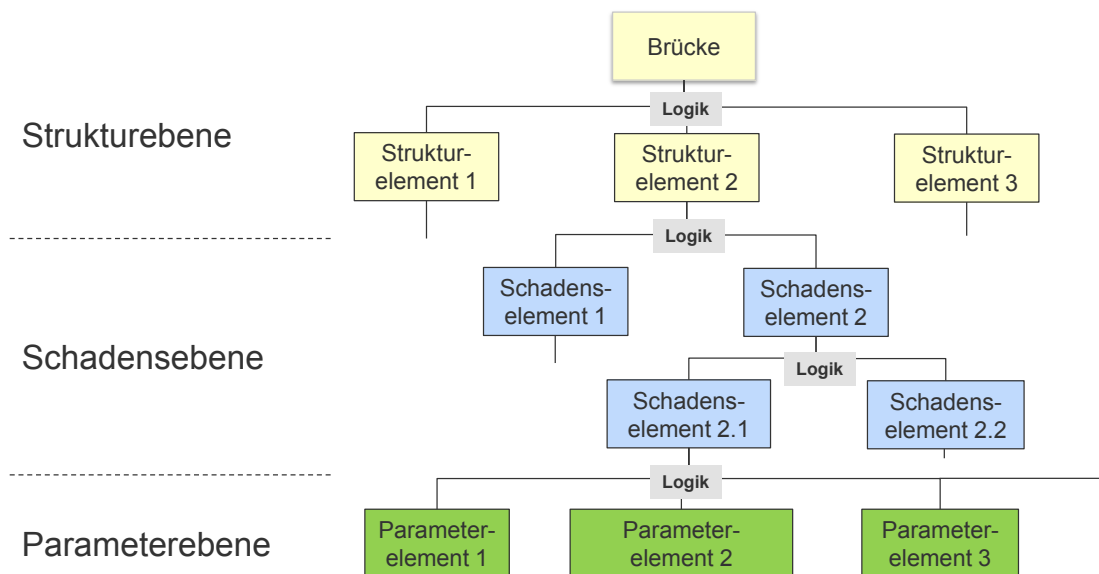 Brücke
Logik
Strukturebene
Struktur-
element 1
Struktur-
element 2
Struktur-
element 3
Logik
Schadens-
element 1
Schadens-
element 2
Schadensebene
Logik
Schadens-
element 2.1
Schadens-
element 2.2
Logik
Parameterebene
Parameter-
element 1
Parameter-
element 2
Parameter-
element 3